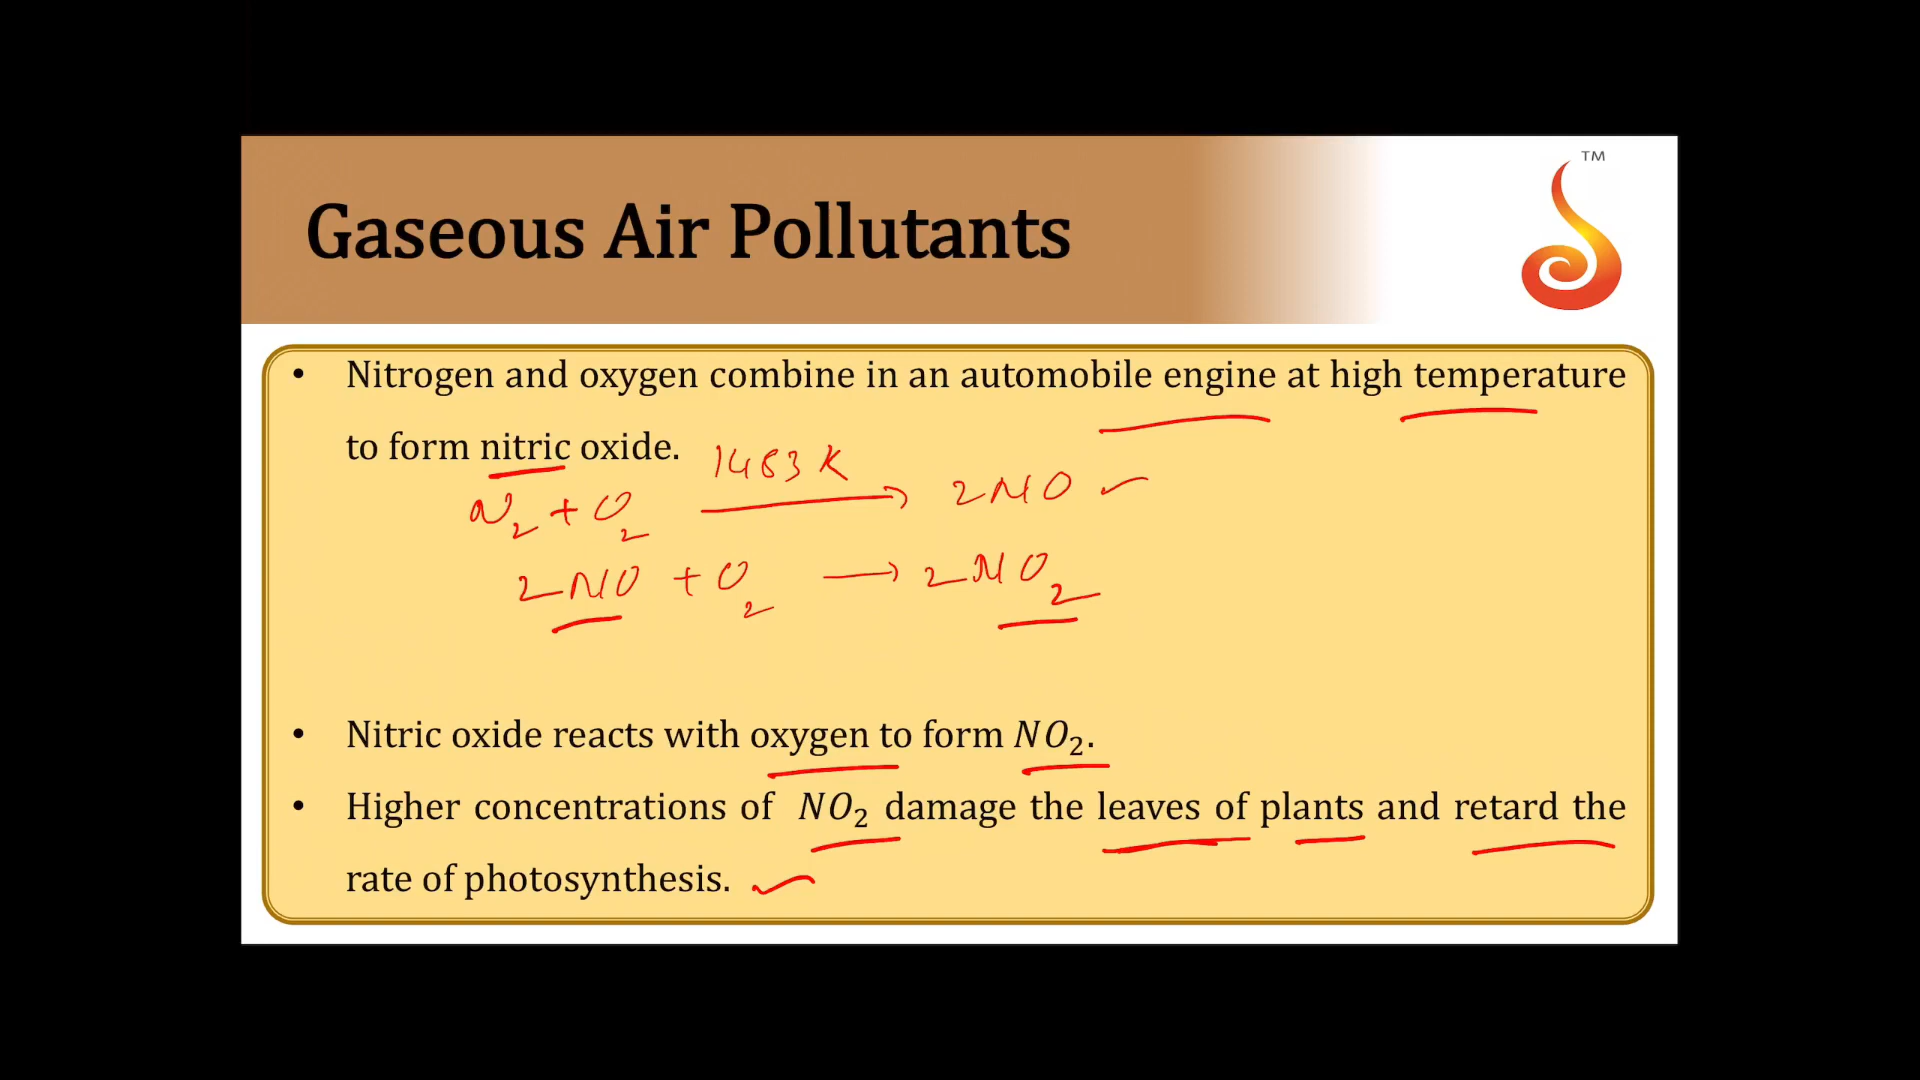 TM
Gaseous Air Pollutants
• Nitrogen and oxygen combine in an automobile engine at high temperature
to form nitric oxide.
1483 K
N₂ + O₂ ⟶ 2NO ✓
2NO + O₂ ⟶ 2NO₂
• Nitric oxide reacts with oxygen to form NO₂.
• Higher concentrations of NO₂ damage the leaves of plants and retard the
rate of photosynthesis. ✓